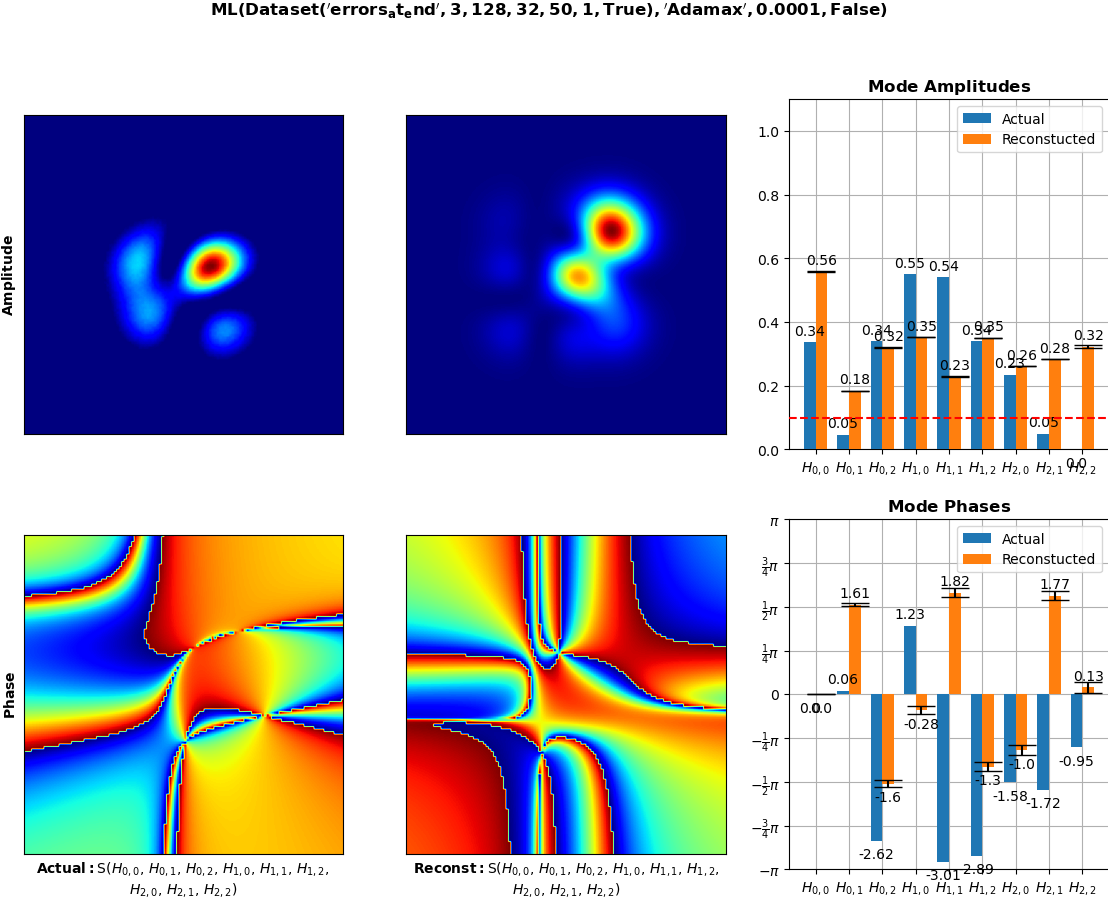 ML(Dataset('errors_at_end', 3, 128, 32, 50, 1, True), 'Adamax', 0.0001, False)
Amplitude
Mode Amplitudes
Actual
Reconstucted
1.0
0.8
0.6
0.4
0.2
0.0
0.34
0.56
0.05
0.18
0.34
0.32
0.55
0.35
0.54
0.23
0.34
0.35
0.23
0.26
0.05
0.28
0.0
0.32
H0,0 H0,1 H0,2 H1,0 H1,1 H1,2 H2,0 H2,1 H2,2
Phase
Mode Phases
Actual
Reconstucted
π
3/4π
1/2π
1/4π
0
−1/4π
−1/2π
−3/4π
−π
0.0
0.0
0.06
1.61
-2.62
-1.6
1.23
-0.28
-3.01
1.82
-2.89
-1.3
-1.58
-1.0
-1.72
1.77
-0.95
0.13
H0,0 H0,1 H0,2 H1,0 H1,1 H1,2 H2,0 H2,1 H2,2
Actual: S(H0,0, H0,1, H0,2, H1,0, H1,1, H1,2,
H2,0, H2,1, H2,2)
Reconst: S(H0,0, H0,1, H0,2, H1,0, H1,1, H1,2,
H2,0, H2,1, H2,2)